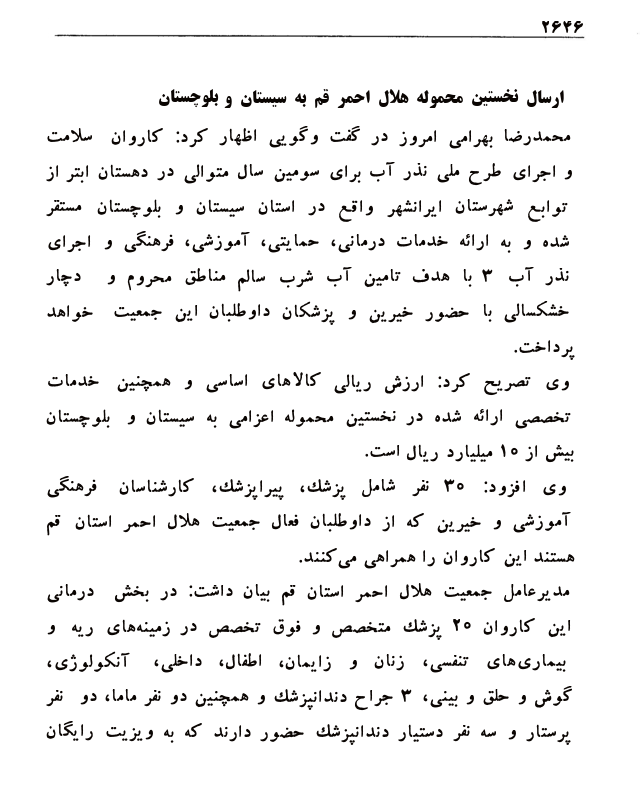 ۲۶۴۶
ارسال نخستین محموله هلال احمر قم به سیستان و بلوچستان
محمدرضا بهرامی امروز در گفت وگویی اظهار کرد: کاروان سلامت
و اجرای طرح ملی نذر آب برای سومین سال متوالی در دهستان ابتر از
توابع شهرستان ایرانشهر واقع در استان سیستان و بلوچستان مستقر
شده و به ارائه خدمات درمانی، حمایتی، آموزشی، فرهنگی و اجرای
نذر آب ۳ با هدف تامین آب شرب سالم مناطق محروم و دچار
خشکسالی با حضور خیرین و پزشکان داوطلبان این جمعیت خواهد
پرداخت.
وی تصریح کرد: ارزش ریالی کالاهای اساسی و همچنین خدمات
تخصصی ارائه شده در نخستین محموله اعزامی به سیستان و بلوچستان
بیش از ۱۰ میلیارد ریال است.
وی افزود: ۳۰ نفر شامل پزشک، پیراپزشک، کارشناسان فرهنگی
آموزشی و خیرین که از داوطلبان فعال جمعیت هلال احمر استان قم
هستند این کاروان را همراهی می‌کنند.
مدیرعامل جمعیت هلال احمر استان قم بیان داشت: در بخش درمانی
این کاروان ۲۰ پزشک متخصص و فوق تخصص در زمینه‌های ریه و
بیماری‌های تنفسی، زنان و زایمان، اطفال، داخلی، آنکولوژی،
گوش و حلق و بینی، ۳ جراح دندانپزشک و همچنین دو نفر ماما، دو نفر
پرستار و سه نفر دستیار دندانپزشک حضور دارند که به ویزیت رایگان